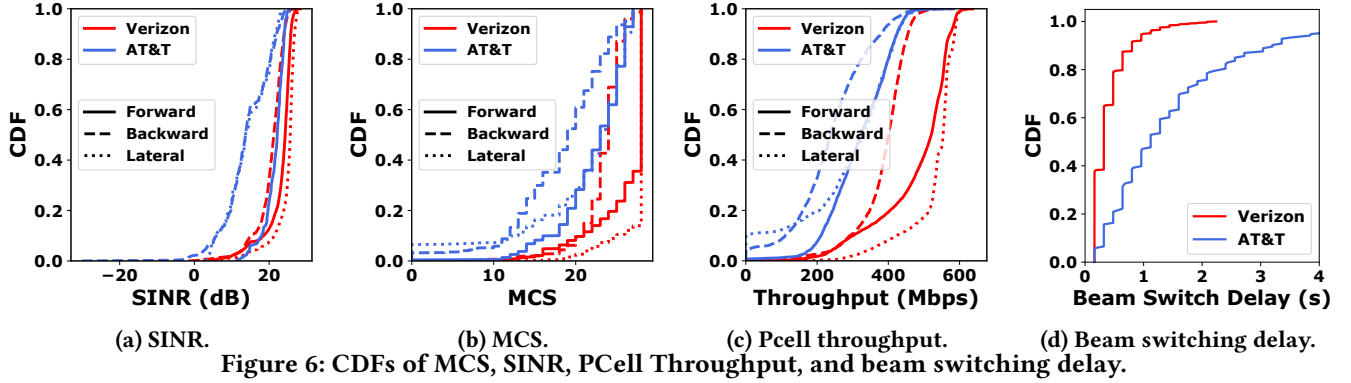 1.0
0.8
0.6
0.4
0.2
0.0
CDF
Verizon
AT&T
Forward
Backward
Lateral
−20
0
20
SINR (dB)
(a) SINR.
1.0
0.8
0.6
0.4
0.2
0.0
CDF
Verizon
AT&T
Forward
Backward
Lateral
0
10
20
MCS
(b) MCS.
1.0
0.8
0.6
0.4
0.2
0.0
CDF
Verizon
AT&T
Forward
Backward
Lateral
0
200
400
600
Throughput (Mbps)
(c) Pcell throughput.
1.0
0.8
0.6
0.4
0.2
0.0
CDF
Verizon
AT&T
0
1
2
3
4
Beam Switch Delay (s)
(d) Beam switching delay.
Figure 6: CDFs of MCS, SINR, PCell Throughput, and beam switching delay.